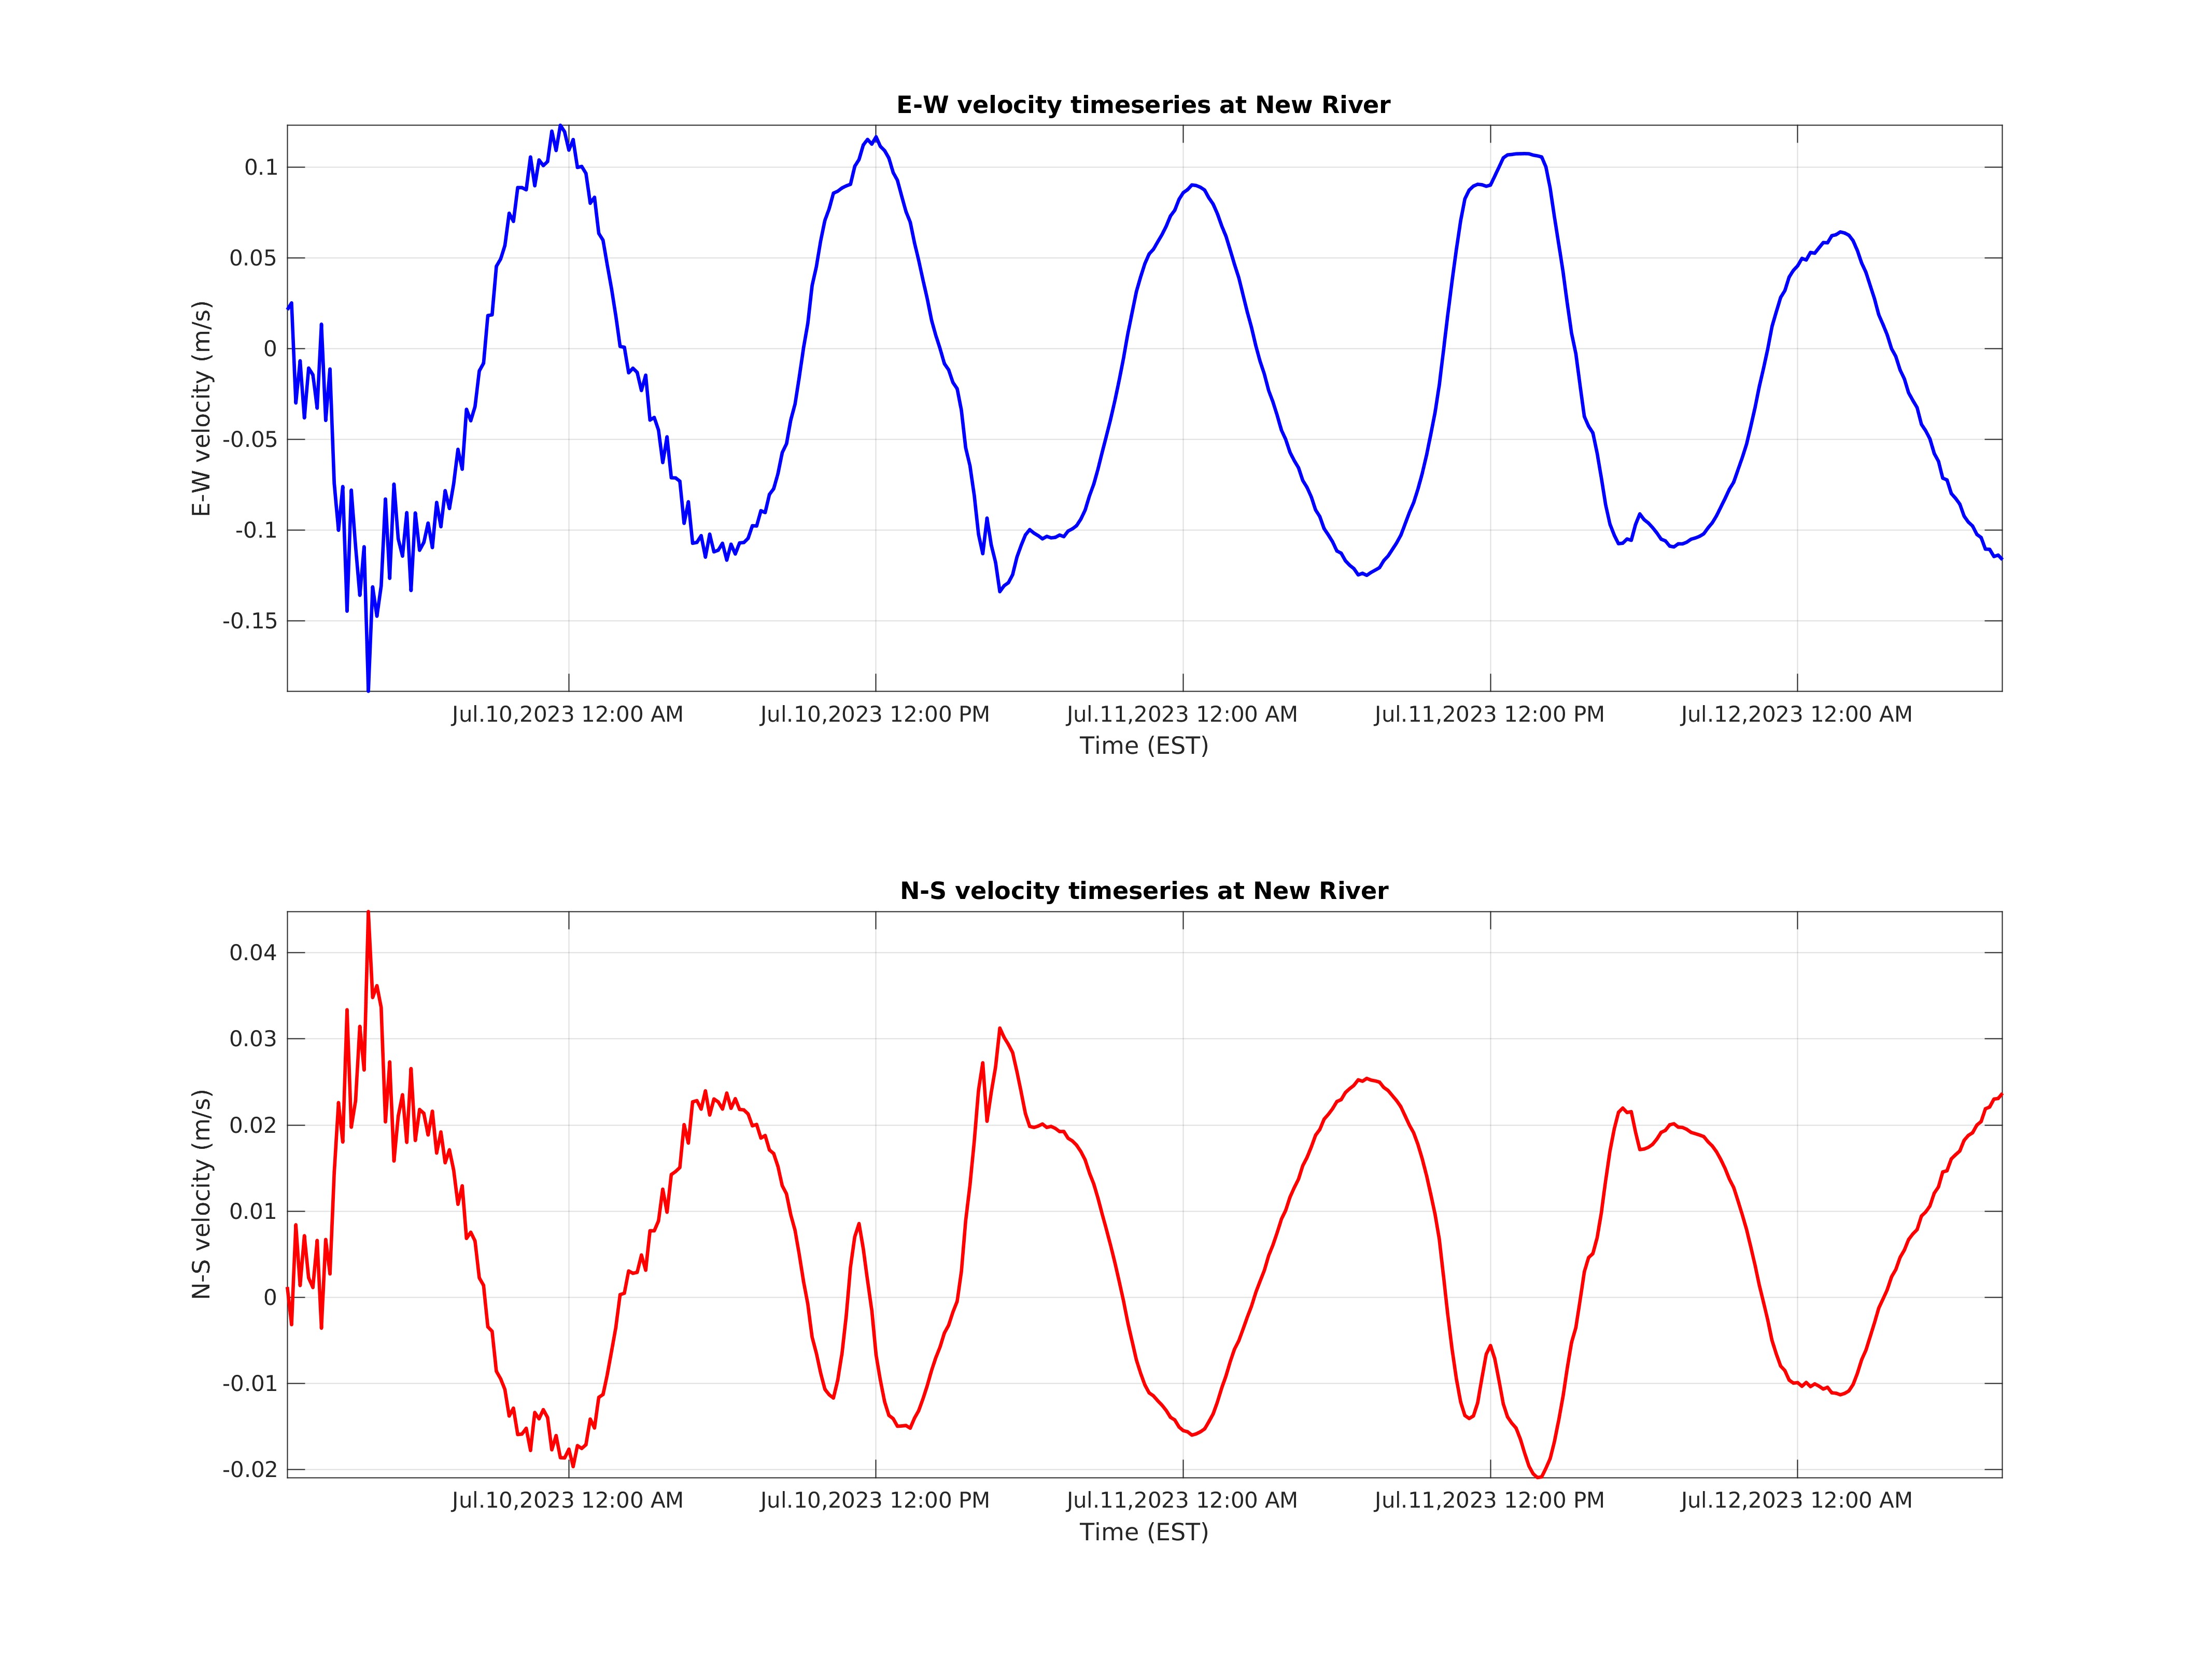 E-W velocity timeseries at New River
E-W velocity (m/s)
0.1
0.05
0
-0.05
-0.1
-0.15
Jul.10,2023 12:00 AM Jul.10,2023 12:00 PM Jul.11,2023 12:00 AM Jul.11,2023 12:00 PM Jul.12,2023 12:00 AM
Time (EST)
N-S velocity timeseries at New River
N-S velocity (m/s)
0.04
0.03
0.02
0.01
0
-0.01
-0.02
Jul.10,2023 12:00 AM Jul.10,2023 12:00 PM Jul.11,2023 12:00 AM Jul.11,2023 12:00 PM Jul.12,2023 12:00 AM
Time (EST)